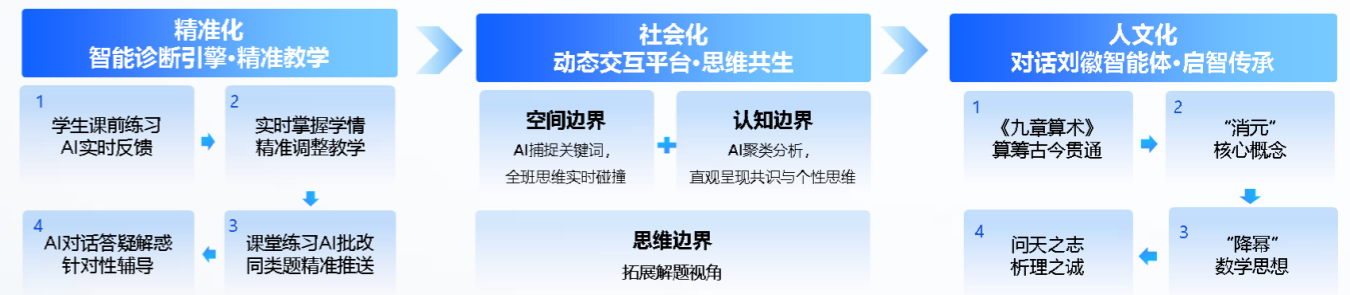 精准化
智能诊断引擎·精准教学
1
学生课前练习
AI实时反馈
2
实时掌握学情
精准调整教学
3
课堂练习AI批改
同类题精准推送
4
AI对话答疑解惑
针对性辅导
社会化
动态交互平台·思维共生
空间边界
AI捕捉关键词，
全班思维实时碰撞
认知边界
AI聚类分析，
直观呈现共识与个性思维
思维边界
拓展解题视角
人文化
对话刘徽智能体·启智传承
1
《九章算术》
算筹古今贯通
2
“消元”
核心概念
3
“降幂”
数学思想
4
问天之志
析理之诚